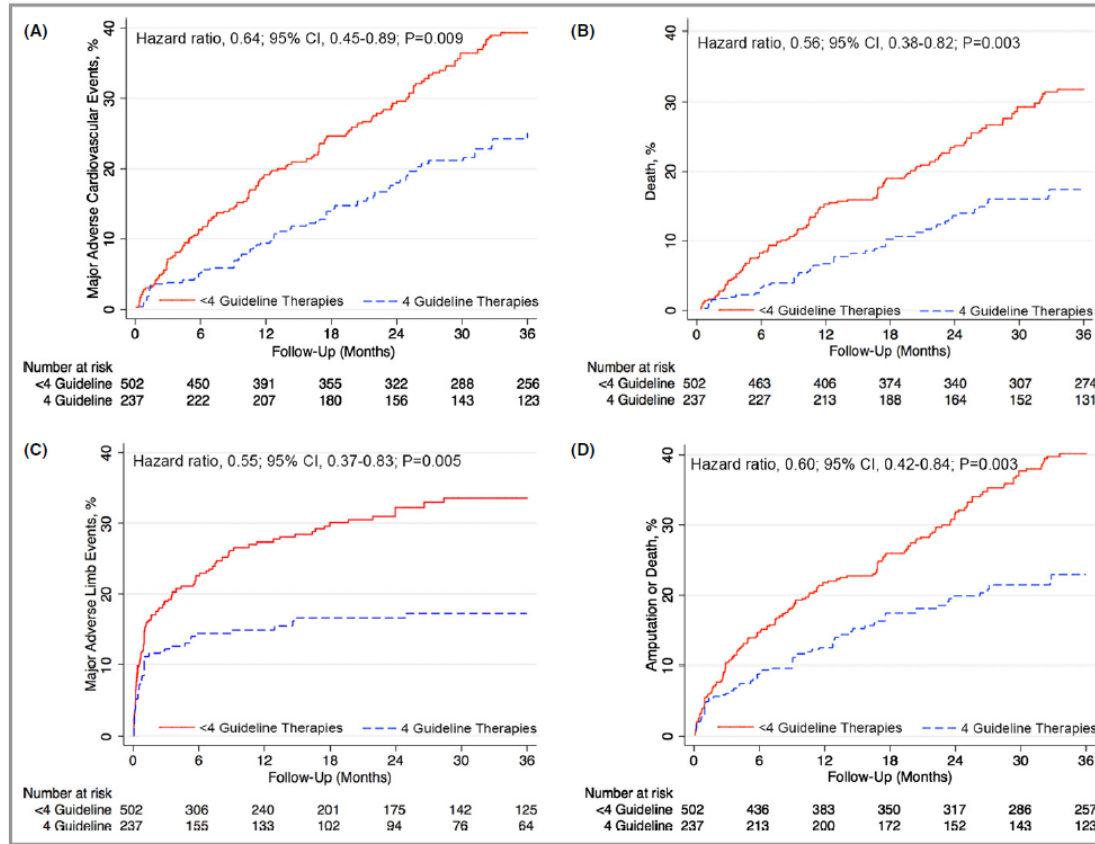 (A)
Hazard ratio, 0.64; 95% CI, 0.45-0.89; P=0.009
Major Adverse Cardiovascular Events, %
40
30
20
10
0
<4 Guideline Therapies 4 Guideline Therapies
0 6 12 18 24 30 36
Follow-Up (Months)
Number at risk
<4 Guideline 502 450 391 355 322 288 256
4 Guideline 237 222 207 180 156 143 123
(B)
Hazard ratio, 0.56; 95% CI, 0.38-0.82; P=0.003
Death, %
40
30
20
10
0
<4 Guideline Therapies 4 Guideline Therapies
0 6 12 18 24 30 36
Follow-Up (Months)
Number at risk
<4 Guideline 502 463 406 374 340 307 274
4 Guideline 237 227 213 188 164 152 131
(C)
Hazard ratio, 0.55; 95% CI, 0.37-0.83; P=0.005
Major Adverse Limb Events, %
40
30
20
10
0
<4 Guideline Therapies 4 Guideline Therapies
0 6 12 18 24 30 36
Follow-Up (Months)
Number at risk
<4 Guideline 502 306 240 201 175 142 125
4 Guideline 237 155 133 102 94 76 64
(D)
Hazard ratio, 0.60; 95% CI, 0.42-0.84; P=0.003
Amputation or Death, %
40
30
20
10
0
<4 Guideline Therapies 4 Guideline Therapies
0 6 12 18 24 30 36
Follow-Up (Months)
Number at risk
<4 Guideline 502 436 383 350 317 286 257
4 Guideline 237 213 200 172 152 143 123